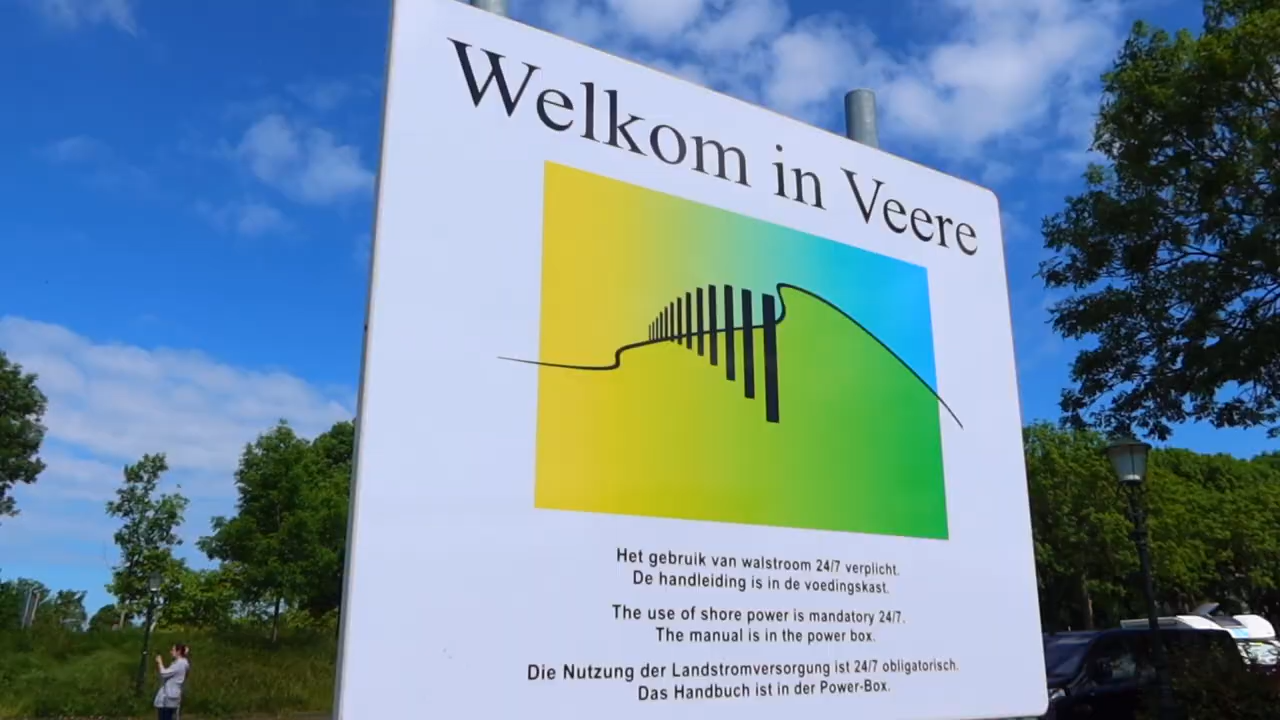 Welkom in Veere
Het gebruik van walstroom 24/7 verplicht.
De handleiding is in de voedingskast.
The use of shore power is mandatory 24/7.
The manual is in the power box.
Die Nutzung der Landstromversorgung ist 24/7 obligatorisch.
Das Handbuch ist in der Power-Box.